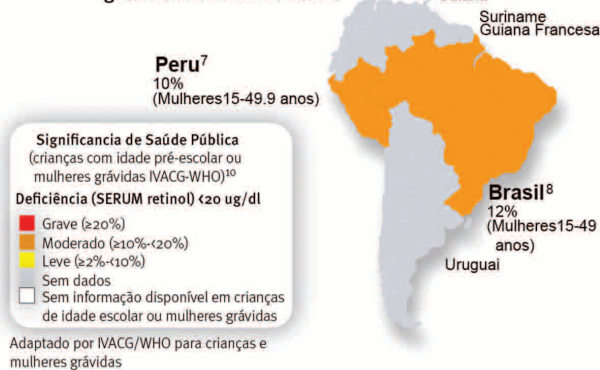 Suriname
Guiana Francesa
Peru7
10%
(Mulheres15-49.9 anos)
Significancia de Saúde Pública
(crianças com idade pré-escolar ou
mulheres grávidas IVACG-WHO)10
Deficiência (SERUM retinol) <20 ug/dl
Grave (≥20%)
Moderado (≥10%-<20%)
Leve (≥2%-<10%)
Sem dados
Sem informação disponível em crianças
de idade escolar ou mulheres grávidas
Brasil8
12%
(Mulheres15-49
anos)
Uruguai
Adaptado por IVACG/WHO para crianças e
mulheres grávidas